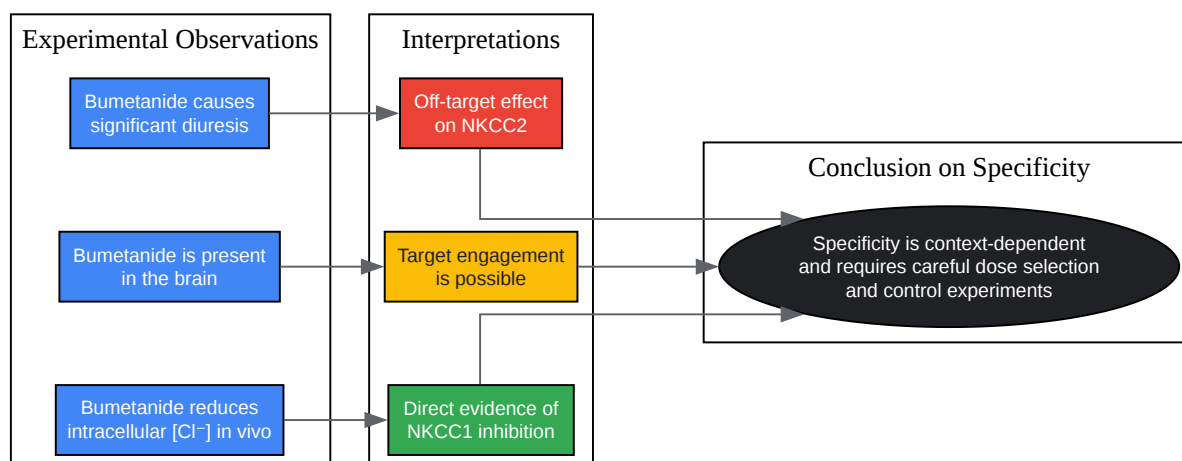 Experimental Observations
Bumetanide causes
significant diuresis
Bumetanide is present
in the brain
Bumetanide reduces
intracellular [Cl⁻] in vivo
Interpretations
Off-target effect
on NKCC2
Target engagement
is possible
Direct evidence of
NKCC1 inhibition
Conclusion on Specificity
Specificity is context-dependent
and requires careful dose selection
and control experiments